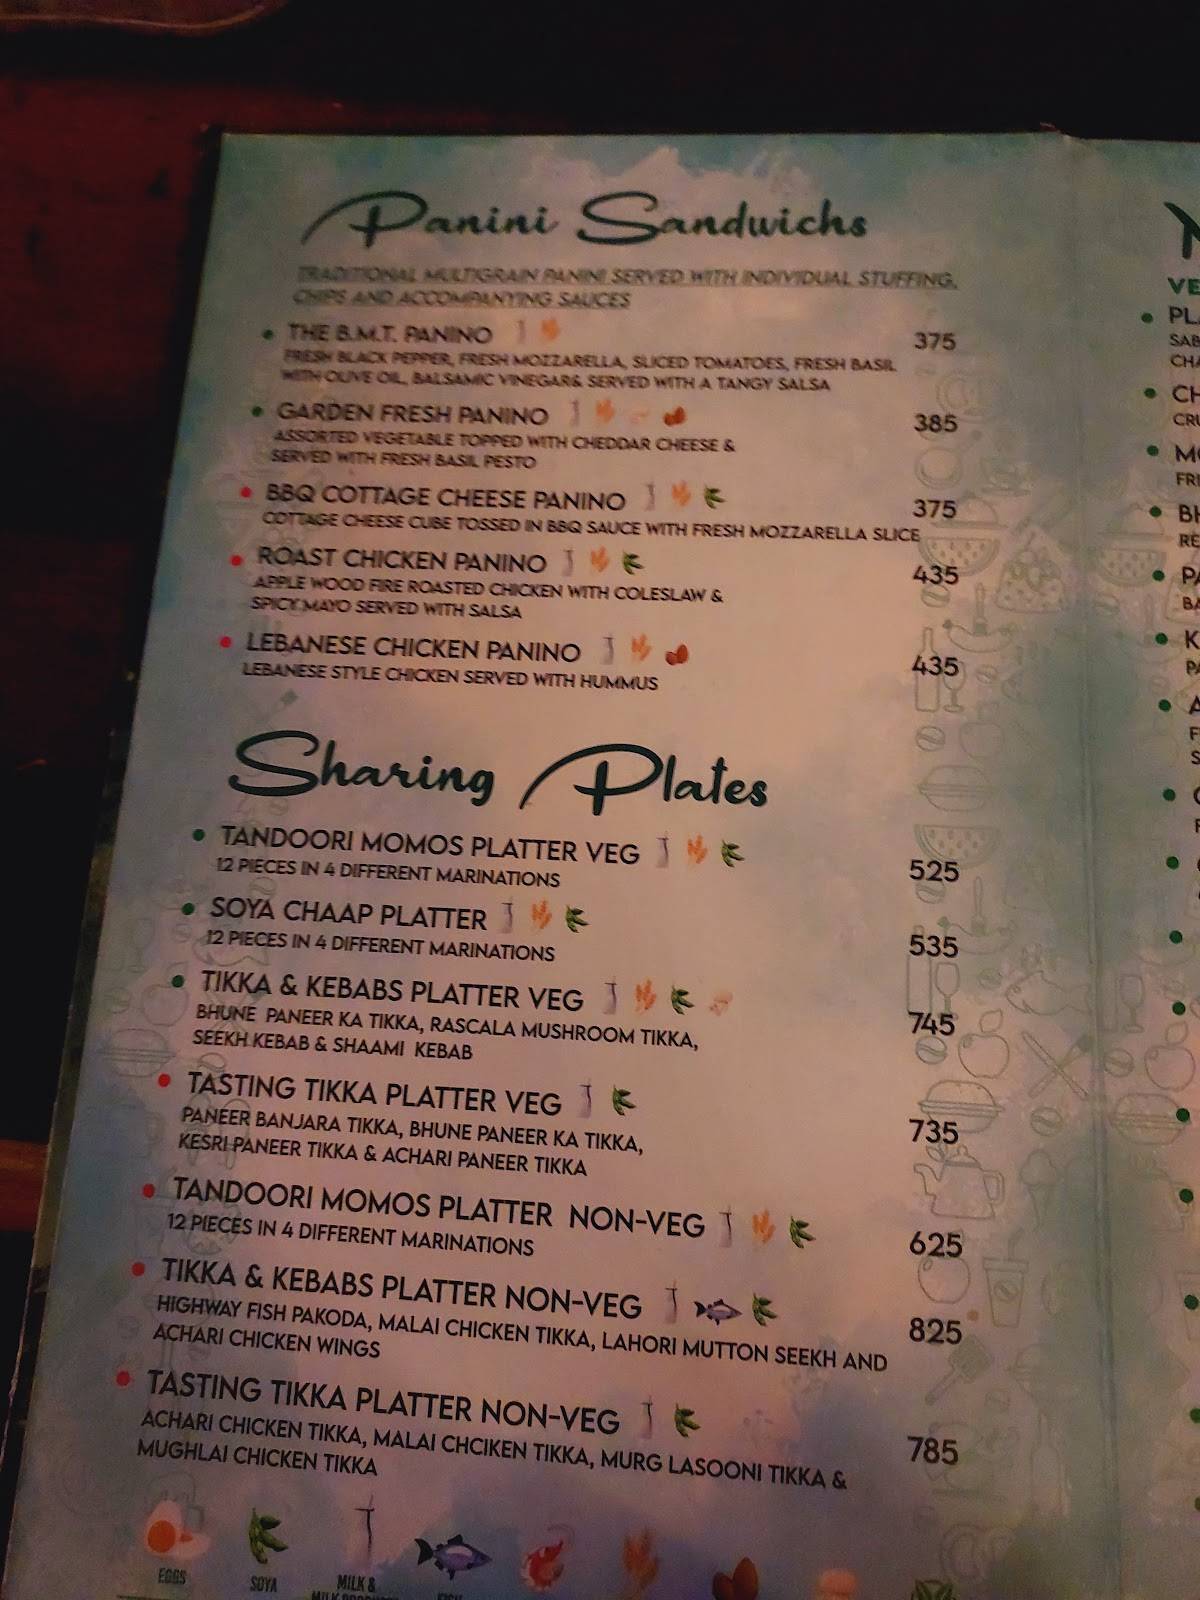 Panini Sandwichs
TRADITIONAL MULTIGRAIN PANINI SERVED WITH INDIVIDUAL STUFFING,
CHIPS AND ACCOMPANYING SAUCES
THE B.M.T. PANINO 375
FRESH BLACK PEPPER, FRESH MOZZARELLA, SLICED TOMATOES, FRESH BASIL
WITH OLIVE OIL, BALSAMIC VINEGAR& SERVED WITH A TANGY SALSA
GARDEN FRESH PANINO 385
ASSORTED VEGETABLE TOPPED WITH CHEDDAR CHEESE &
SERVED WITH FRESH BASIL PESTO
BBQ COTTAGE CHEESE PANINO 375
COTTAGE CHEESE CUBE TOSSED IN BBQ SAUCE WITH FRESH MOZZARELLA SLICE
ROAST CHICKEN PANINO 435
APPLE WOOD FIRE ROASTED CHICKEN WITH COLESLAW &
SPICY MAYO SERVED WITH SALSA
LEBANESE CHICKEN PANINO 435
LEBANESE STYLE CHICKEN SERVED WITH HUMMUS
Sharing Plates
TANDOORI MOMOS PLATTER VEG 525
12 PIECES IN 4 DIFFERENT MARINATIONS
SOYA CHAAP PLATTER 535
12 PIECES IN 4 DIFFERENT MARINATIONS
TIKKA & KEBABS PLATTER VEG 745
BHUNE PANEER KA TIKKA, RASCALA MUSHROOM TIKKA,
SEEKH KEBAB & SHAAMI KEBAB
TASTING TIKKA PLATTER VEG 735
PANEER BANJARA TIKKA, BHUNE PANEER KA TIKKA,
KESRI PANEER TIKKA & ACHARI PANEER TIKKA
TANDOORI MOMOS PLATTER NON-VEG 625
12 PIECES IN 4 DIFFERENT MARINATIONS
TIKKA & KEBABS PLATTER NON-VEG 825
HIGHWAY FISH PAKODA, MALAI CHICKEN TIKKA, LAHORI MUTTON SEEKH AND
ACHARI CHICKEN WINGS
TASTING TIKKA PLATTER NON-VEG 785
ACHARI CHICKEN TIKKA, MALAI CHCIKEN TIKKA, MURG LASOONI TIKKA &
MUGHLAI CHICKEN TIKKA
EGGS
SOYA
MILK &